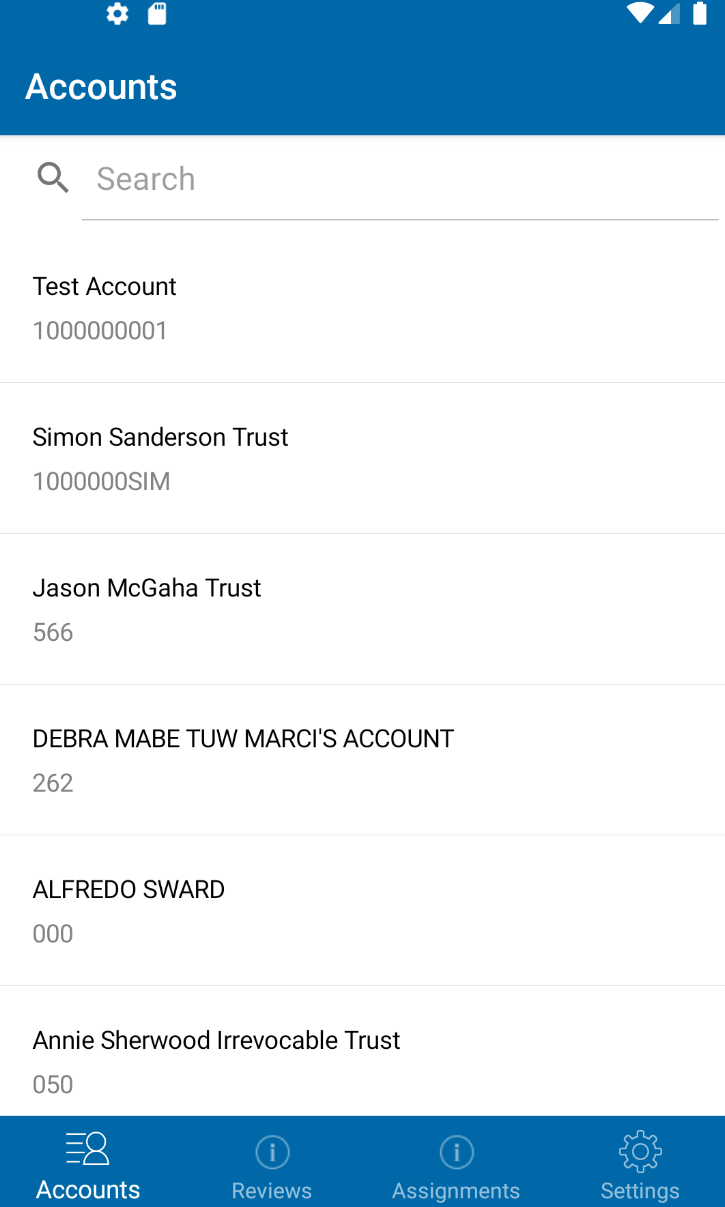 Accounts
Search
Test Account
1000000001
Simon Sanderson Trust
1000000SIM
Jason McGaha Trust
566
DEBRA MABE TUW MARCI'S ACCOUNT
262
ALFREDO SWARD
000
Annie Sherwood Irrevocable Trust
050
Accounts Reviews Assignments Settings